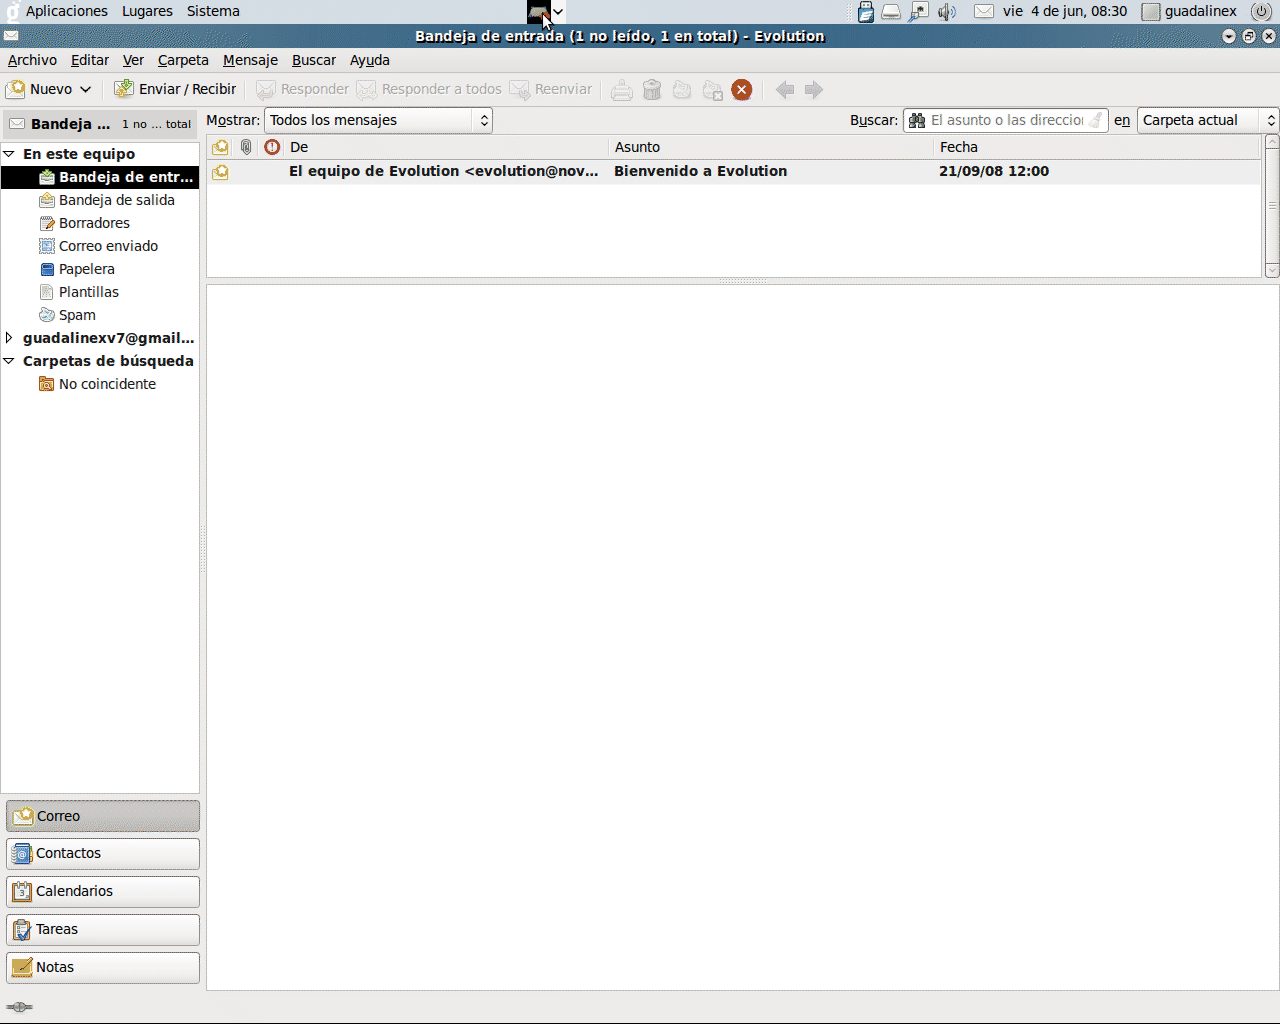 Aplicaciones Lugares Sistema vie 4 de jun, 08:30 guadalinex
Bandeja de entrada (1 no leído, 1 en total) - Evolution
Archivo Editar Ver Carpeta Mensaje Buscar Ayuda
Nuevo Enviar / Recibir Responder Responder a todos Reenviar
Bandeja ... 1 no ... total Mostrar: Todos los mensajes Buscar: El asunto o las direccio en Carpeta actual
De Asunto Fecha
El equipo de Evolution <evolution@nov... Bienvenido a Evolution 21/09/08 12:00
En este equipo
Bandeja de entr...
Bandeja de salida
Borradores
Correo enviado
Papelera
Plantillas
Spam
guadalinexv7@gmail...
Carpetas de búsqueda
No coincidente
Correo
Contactos
Calendarios
Tareas
Notas